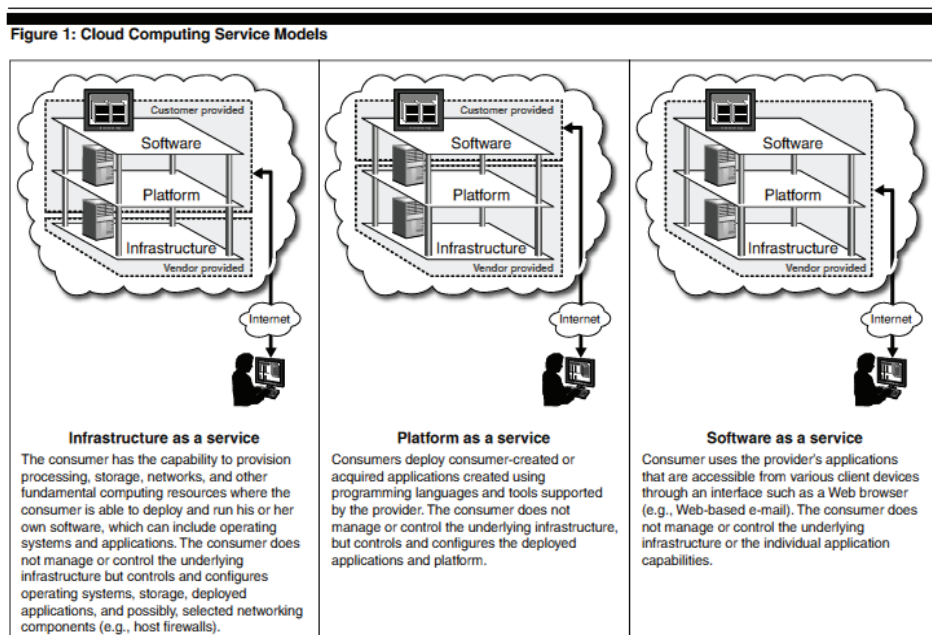 Figure 1: Cloud Computing Service Models
Customer provided
Software
Platform
Infrastructure
Vendor provided
Internet
Infrastructure as a service
The consumer has the capability to provision
processing, storage, networks, and other
fundamental computing resources where the
consumer is able to deploy and run his or her
own software, which can include operating
systems and applications. The consumer does
not manage or control the underlying
infrastructure but controls and configures
operating systems, storage, deployed
applications, and possibly, selected networking
components (e.g., host firewalls).
Customer provided
Software
Platform
Infrastructure
Vendor provided
Internet
Platform as a service
Consumers deploy consumer-created or
acquired applications created using
programming languages and tools supported
by the provider. The consumer does not
manage or control the underlying infrastructure,
but controls and configures the deployed
applications and platform.
Software
Platform
Infrastructure
Vendor provided
Internet
Software as a service
Consumer uses the provider's applications
that are accessible from various client devices
through an interface such as a Web browser
(e.g., Web-based e-mail). The consumer does
not manage or control the underlying
infrastructure or the individual application
capabilities.